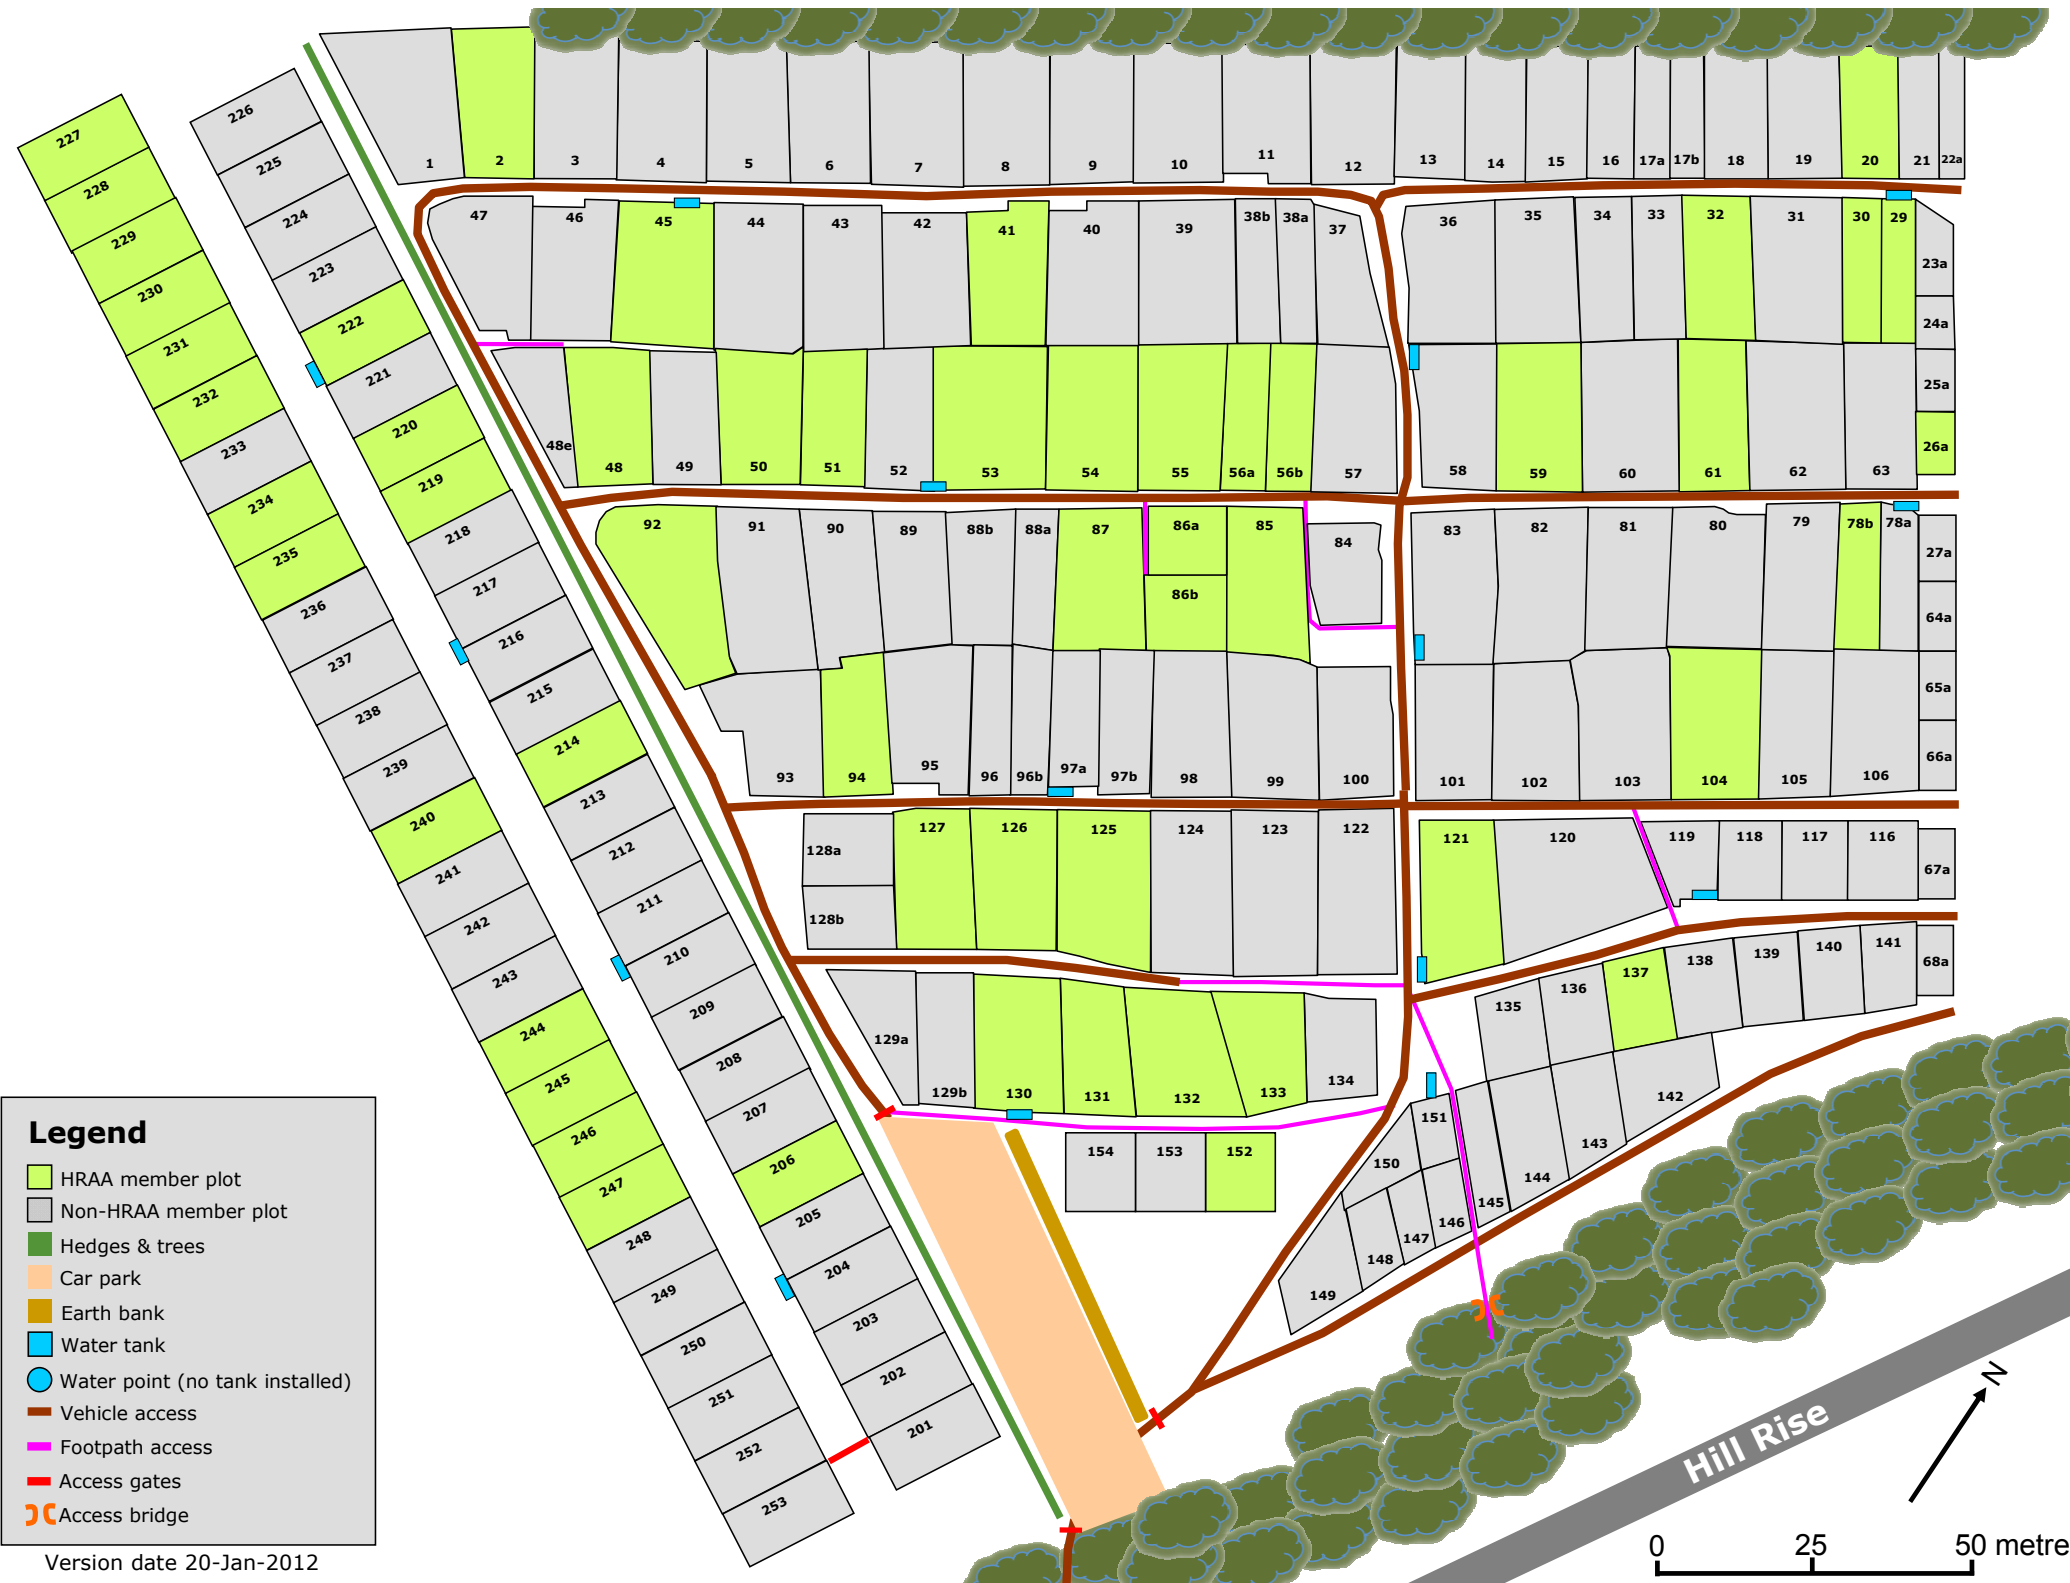 227
228
229
230
231
232
233
234
235
236
237
238
239
240
241
242
243
244
245
246
247
248
249
250
251
252
253
226
225
224
223
222
221
220
219
218
217
216
215
214
213
212
211
210
209
208
207
206
205
204
203
202
201
1 2 3 4 5 6 7 8 9 10 11 12 13 14 15 16 17a 17b 18 19 20 21 22a
47 46 45 44 43 42 41 40 39 38b 38a 37 36 35 34 33 32 31 30 29 23a
24a
25a
48e 48 49 50 51 52 53 54 55 56a 56b 57 58 59 60 61 62 63 26a
92 91 90 89 88b 88a 87 86a 85 84 83 82 81 80 79 78b 78a 27a
86b 64a
65a
93 94 95 96 96b 97a 97b 98 99 100 101 102 103 104 105 106 66a
128a 127 126 125 124 123 122 121 120 119 118 117 116 67a
128b
129a 129b 130 131 132 133 134 135 136 137 138 139 140 141 68a
154 153 152 151 150 149 148 147 146 145 144 143 142
Legend
HRAA member plot
Non-HRAA member plot
Hedges & trees
Car park
Earth bank
Water tank
Water point (no tank installed)
Vehicle access
Footpath access
Access gates
Access bridge
Version date 20-Jan-2012
Hill Rise
N
0 25 50 metre